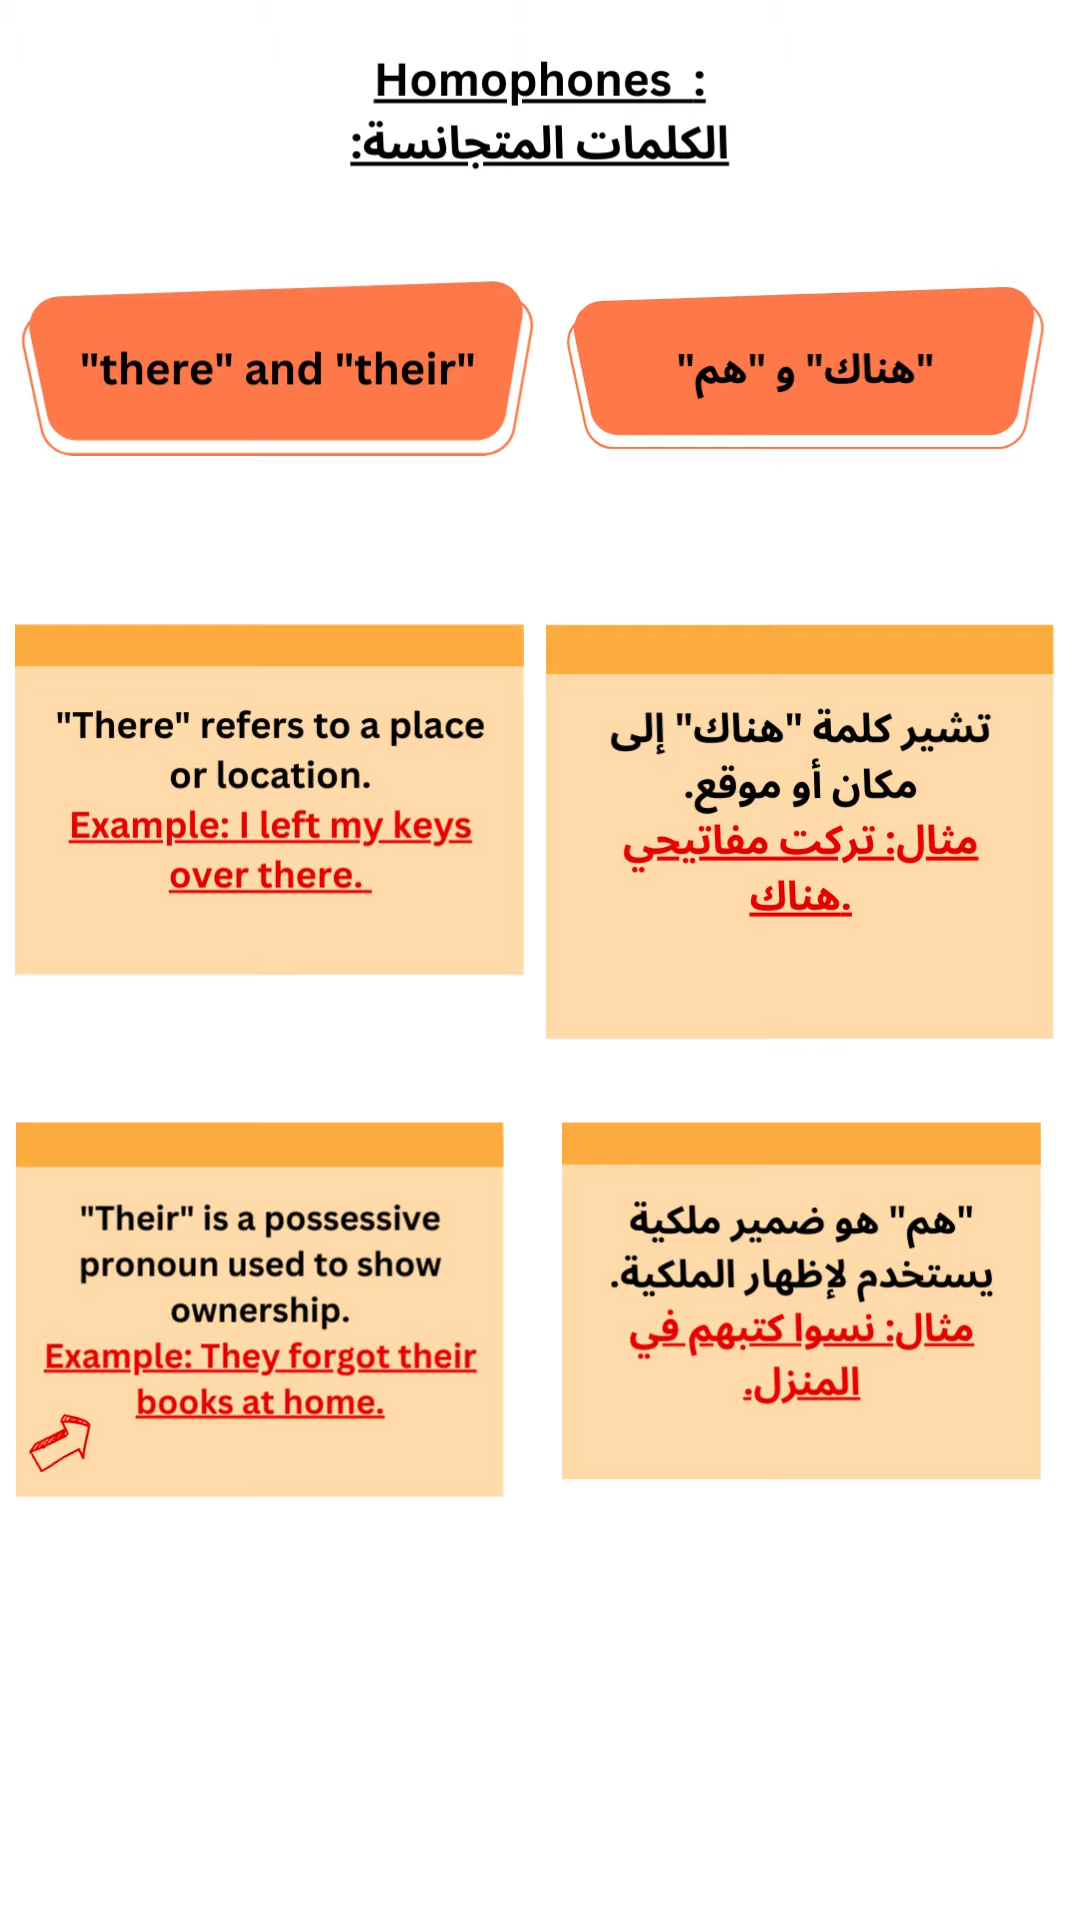 Homophones :
الكلمات المتجانسة:
"there" and "their"
"هناك" و "هم"
"There" refers to a place
or location.
Example: I left my keys
over there.
تشير كلمة "هناك" إلى
مكان أو موقع.
مثال: تركت مفاتيحي
هناك.
"Their" is a possessive
pronoun used to show
ownership.
Example: They forgot their
books at home.
"هم" هو ضمير ملكية
يستخدم لإظهار الملكية.
مثال: نسوا كتبهم في
المنزل.